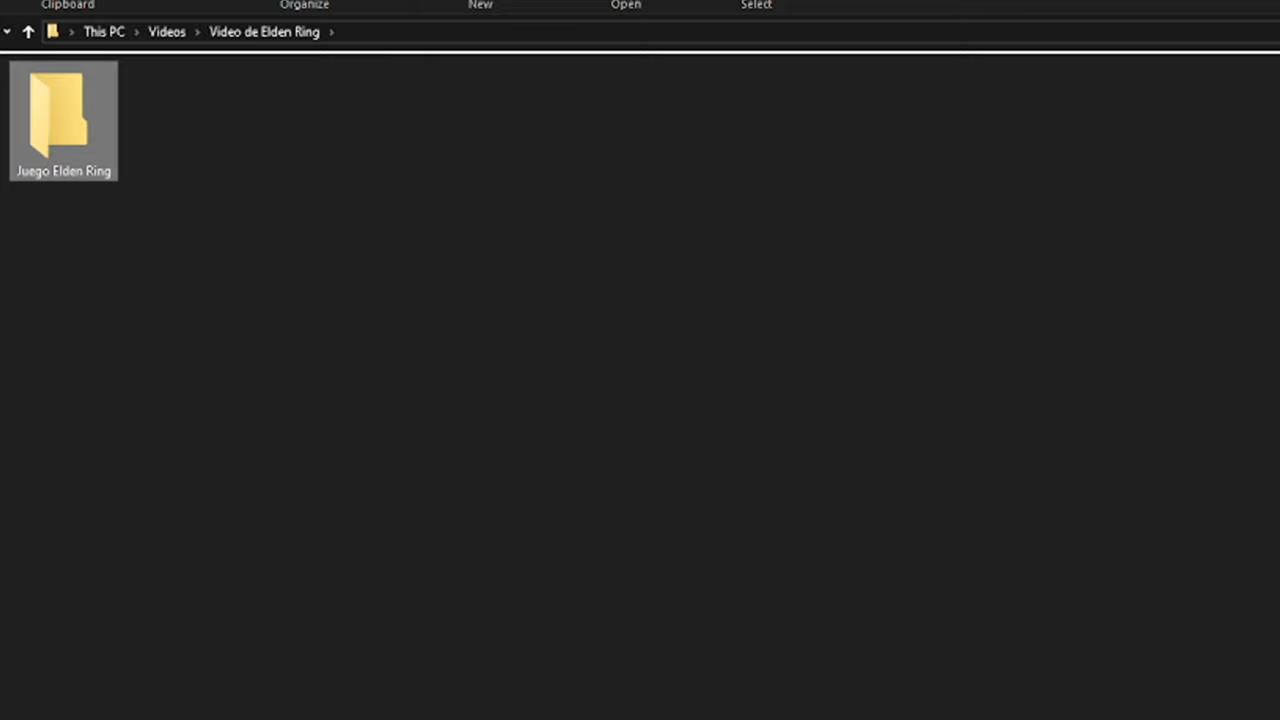 Clipboard Organize New Open Select
This PC › Videos › Video de Elden Ring ›
Juego Elden Ring